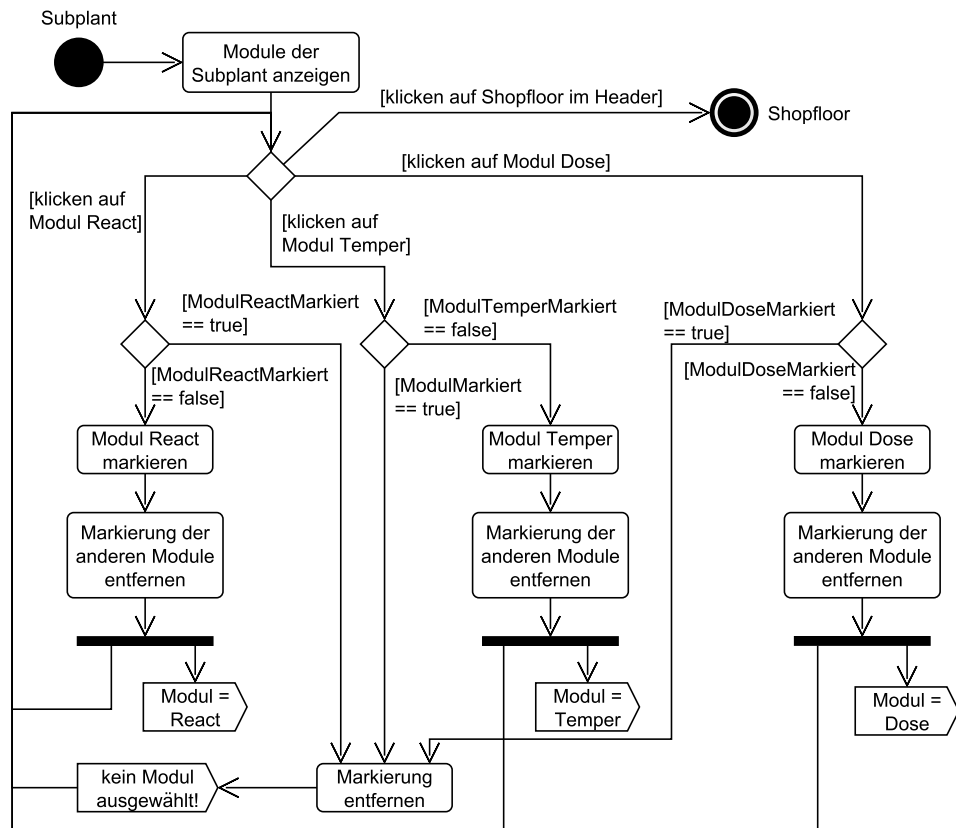 Subplant
Module der
Subplant anzeigen
[klicken auf Shopfloor im Header]
Shopfloor
[klicken auf Modul Dose]
[klicken auf
Modul React]
[klicken auf
Modul Temper]
[ModulReactMarkiert
== true]
[ModulTemperMarkiert
== false]
[ModulDoseMarkiert
== true]
[ModulReactMarkiert
== false]
[ModulMarkiert
== true]
[ModulDoseMarkiert
== false]
Modul React
markieren
Modul Temper
markieren
Modul Dose
markieren
Markierung der
anderen Module
entfernen
Markierung der
anderen Module
entfernen
Markierung der
anderen Module
entfernen
Modul =
React
Modul =
Temper
Modul =
Dose
kein Modul
ausgewählt!
Markierung
entfernen